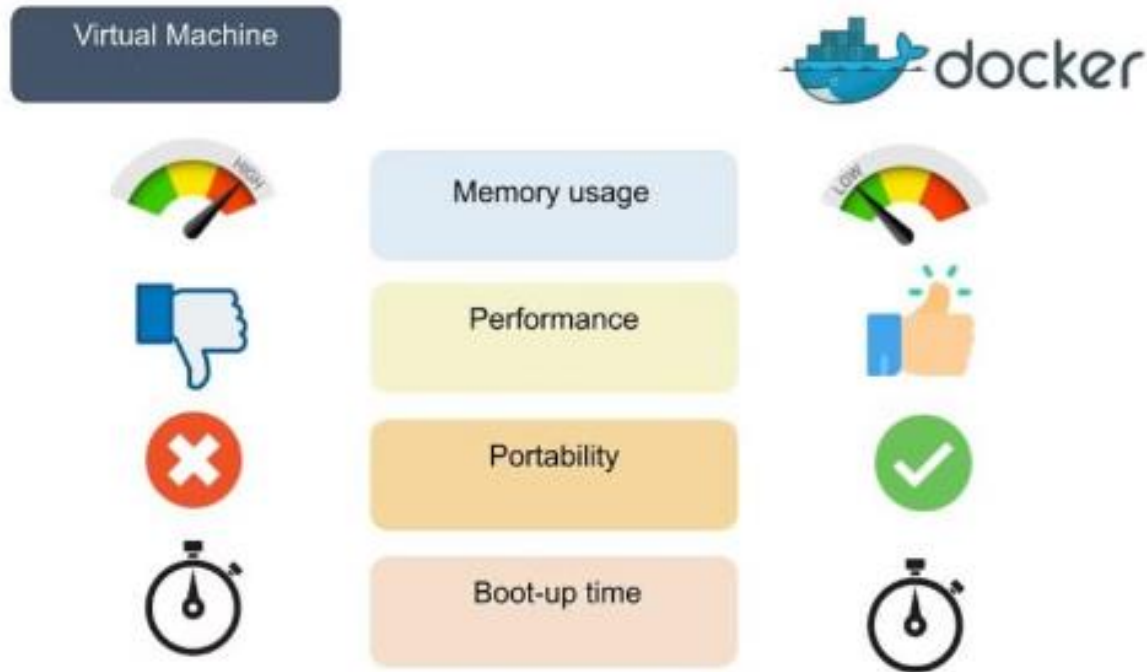 Virtual Machine
docker
HIGH
Memory usage
LOW
Performance
Portability
Boot-up time